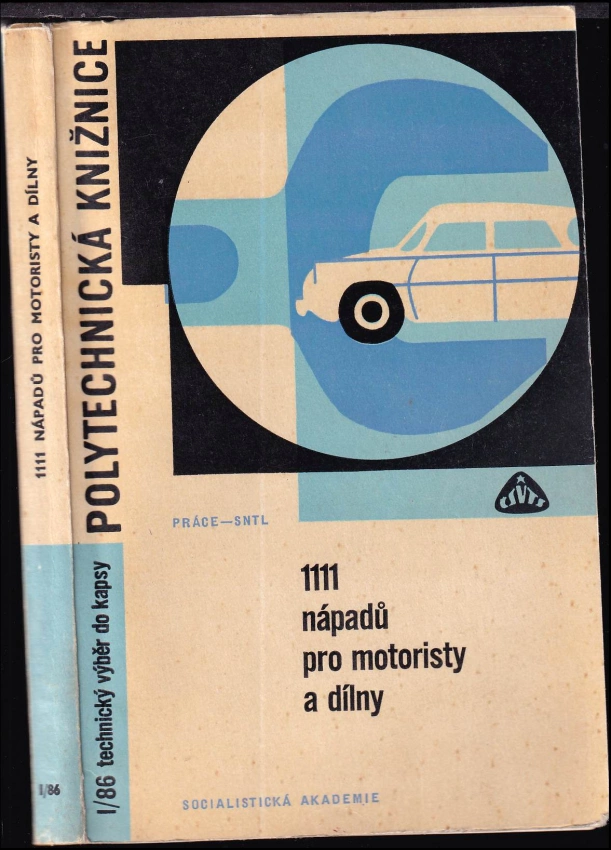 1111 NÁPADŮ PRO MOTORISTY A DÍLNY
I/86
POLYTECHNICKÁ KNIŽNICE
I/86 technický výběr do kapsy
ČSVTS
PRÁCE—SNTL
1111
nápadů
pro motoristy
a dílny
SOCIALISTICKÁ AKADEMIE